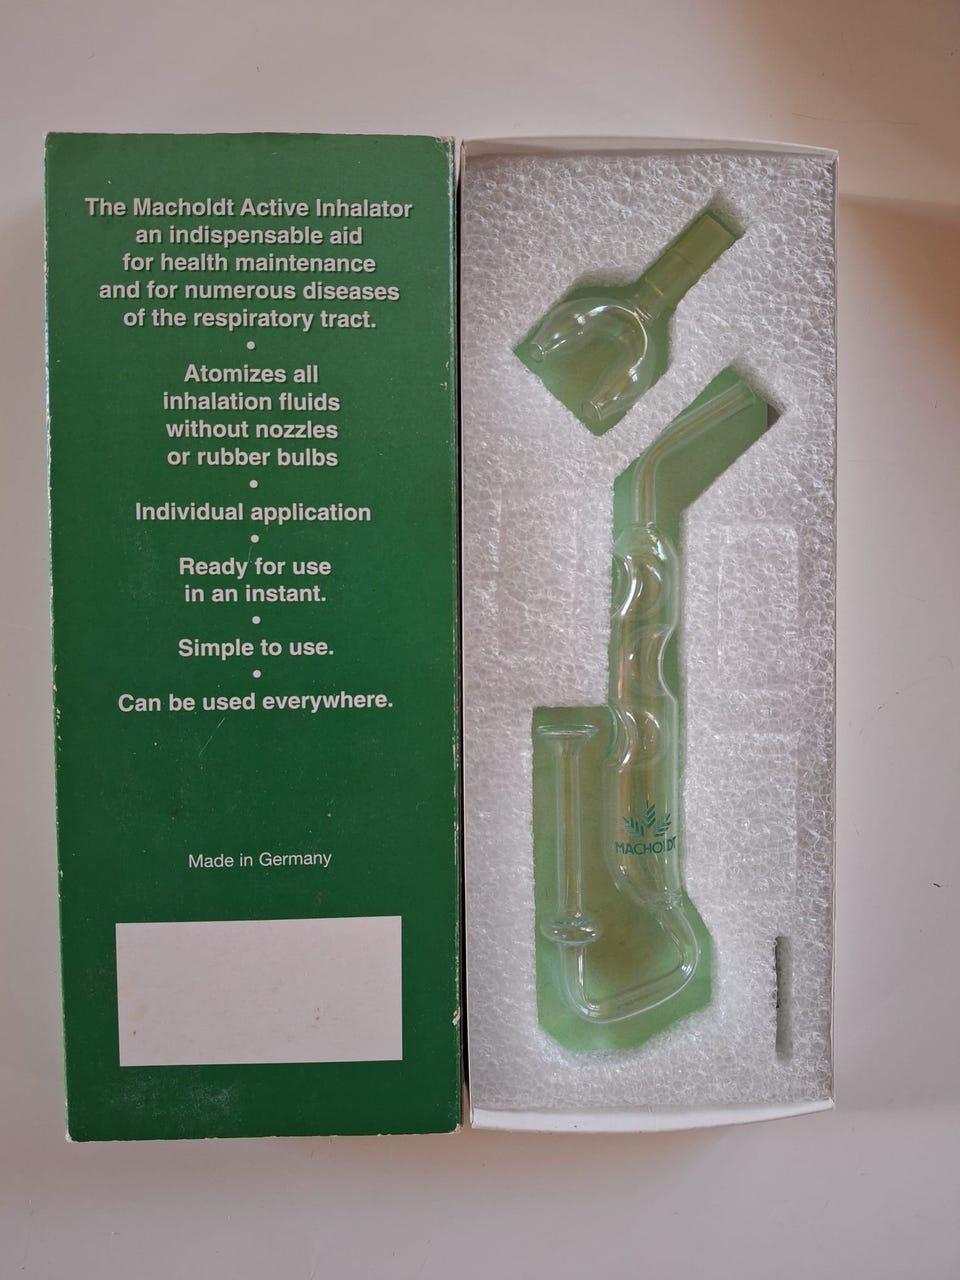 The Macholdt Active Inhalator
an indispensable aid
for health maintenance
and for numerous diseases
of the respiratory tract.
•
Atomizes all
inhalation fluids
without nozzles
or rubber bulbs
•
Individual application
•
Ready for use
in an instant.
•
Simple to use.
•
Can be used everywhere.
Made in Germany
MACHOLDT